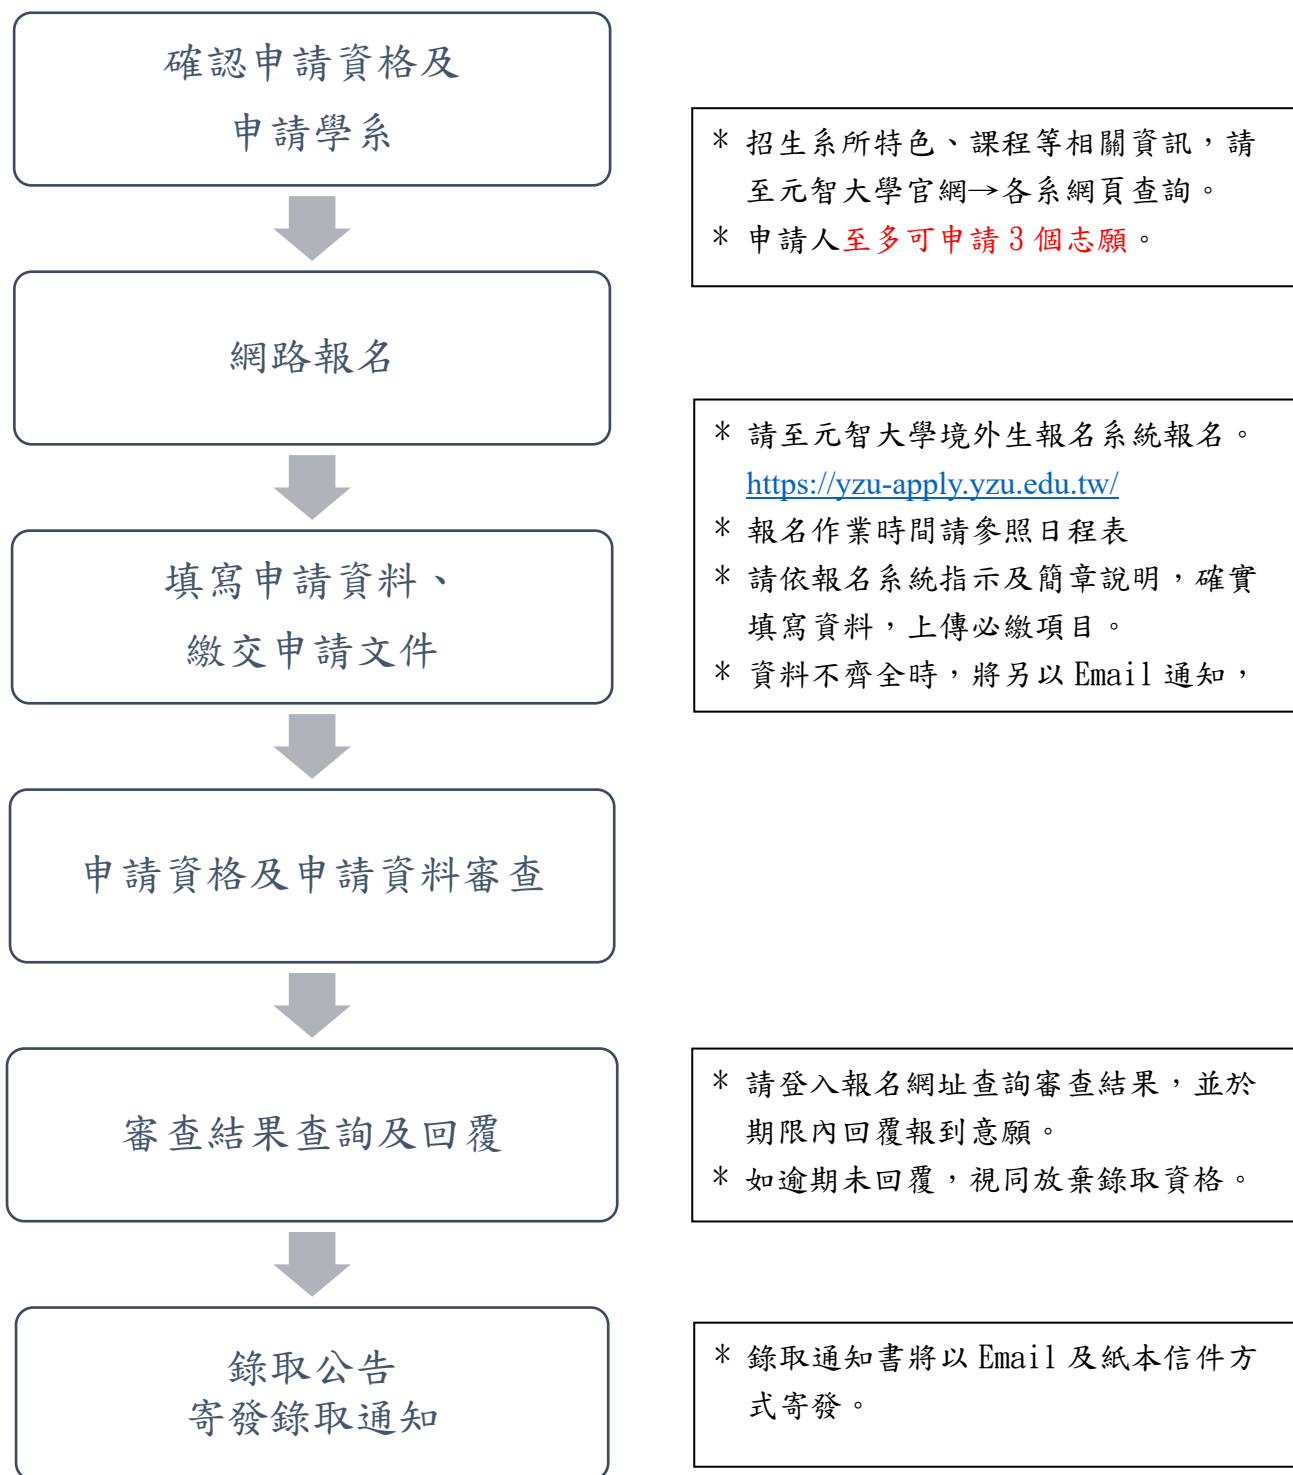 確認申請資格及
申請學系
* 招生系所特色、課程等相關資訊，請
至元智大學官網→各系網頁查詢。
* 申請人至多可申請 3 個志願。
網路報名
* 請至元智大學境外生報名系統報名。
https://yzu-apply.yzu.edu.tw/
* 報名作業時間請參照日程表
* 請依報名系統指示及簡章說明，確實
填寫資料，上傳必繳項目。
* 資料不齊全時，將另以 Email 通知，
填寫申請資料、
繳交申請文件
申請資格及申請資料審查
審查結果查詢及回覆
* 請登入報名網址查詢審查結果，並於
期限內回覆報到意願。
* 如逾期未回覆，視同放棄錄取資格。
錄取公告
寄發錄取通知
* 錄取通知書將以 Email 及紙本信件方
式寄發。